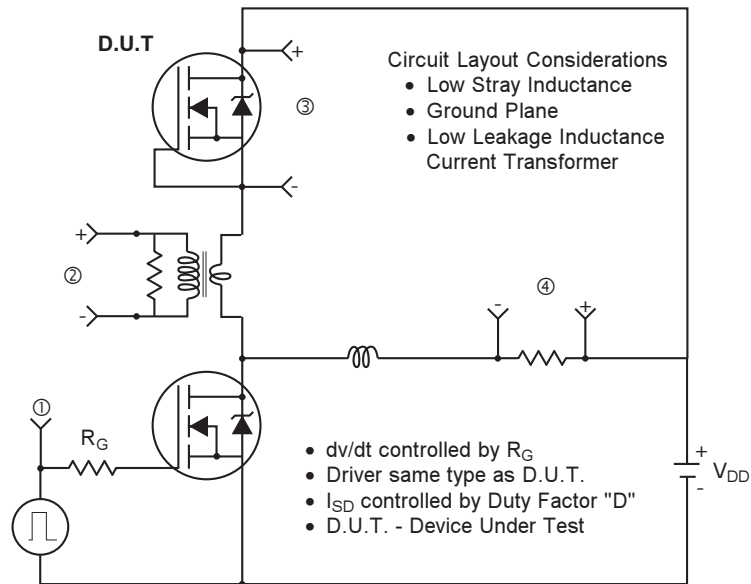 D.U.T
+
③
-
Circuit Layout Considerations
• Low Stray Inductance
• Ground Plane
• Low Leakage Inductance
Current Transformer
+
②
-
④
-
+
①
R_G
+
V_DD
-
• dv/dt controlled by R_G
• Driver same type as D.U.T.
• I_SD controlled by Duty Factor "D"
• D.U.T. - Device Under Test